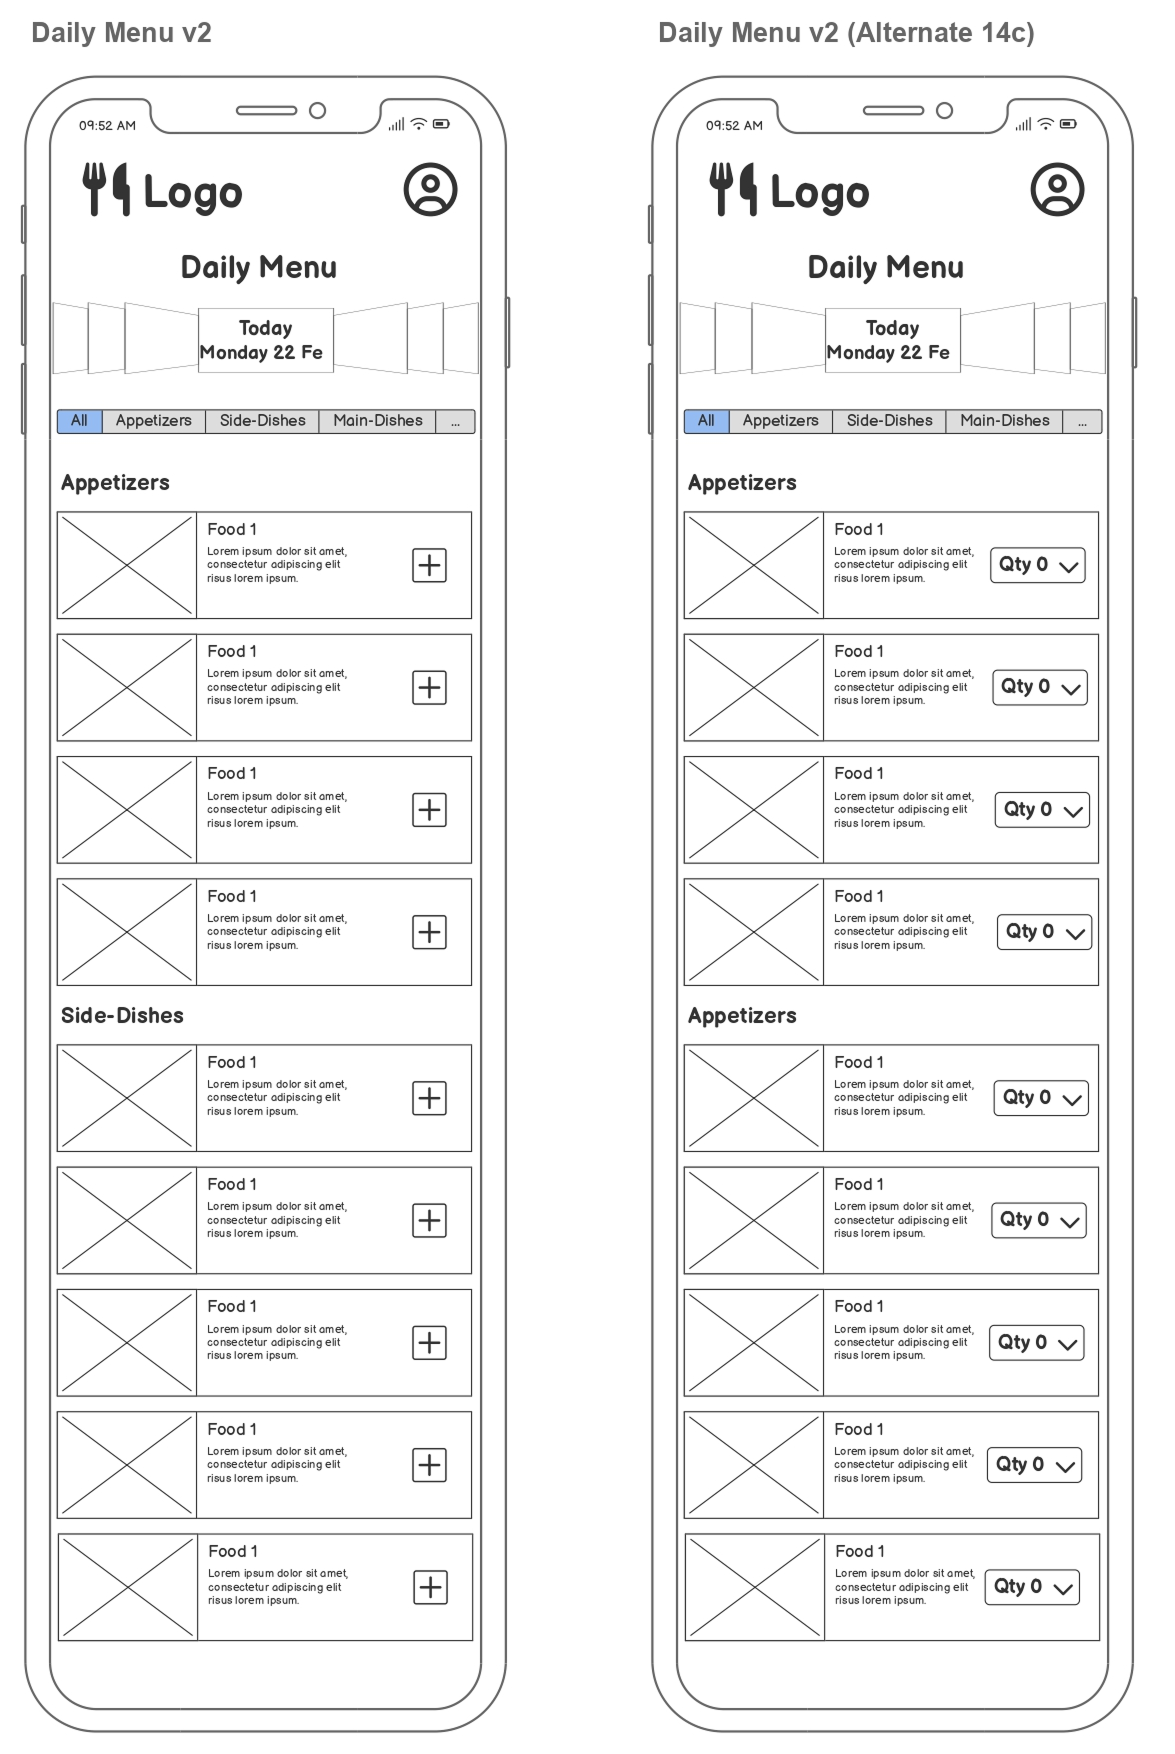 Daily Menu v2
09:52 AM
Logo
Daily Menu
Today
Monday 22 Fe
All
Appetizers
Side-Dishes
Main-Dishes
...
Appetizers
Food 1
Lorem ipsum dolor sit amet,
consectetur adipiscing elit
risus lorem ipsum.
Food 1
Lorem ipsum dolor sit amet,
consectetur adipiscing elit
risus lorem ipsum.
Food 1
Lorem ipsum dolor sit amet,
consectetur adipiscing elit
risus lorem ipsum.
Food 1
Lorem ipsum dolor sit amet,
consectetur adipiscing elit
risus lorem ipsum.
Side-Dishes
Food 1
Lorem ipsum dolor sit amet,
consectetur adipiscing elit
risus lorem ipsum.
Food 1
Lorem ipsum dolor sit amet,
consectetur adipiscing elit
risus lorem ipsum.
Food 1
Lorem ipsum dolor sit amet,
consectetur adipiscing elit
risus lorem ipsum.
Food 1
Lorem ipsum dolor sit amet,
consectetur adipiscing elit
risus lorem ipsum.
Food 1
Lorem ipsum dolor sit amet,
consectetur adipiscing elit
risus lorem ipsum.
Daily Menu v2 (Alternate 14c)
09:52 AM
Logo
Daily Menu
Today
Monday 22 Fe
All
Appetizers
Side-Dishes
Main-Dishes
...
Appetizers
Food 1
Lorem ipsum dolor sit amet,
consectetur adipiscing elit
risus lorem ipsum.
Qty 0
Food 1
Lorem ipsum dolor sit amet,
consectetur adipiscing elit
risus lorem ipsum.
Qty 0
Food 1
Lorem ipsum dolor sit amet,
consectetur adipiscing elit
risus lorem ipsum.
Qty 0
Food 1
Lorem ipsum dolor sit amet,
consectetur adipiscing elit
risus lorem ipsum.
Qty 0
Appetizers
Food 1
Lorem ipsum dolor sit amet,
consectetur adipiscing elit
risus lorem ipsum.
Qty 0
Food 1
Lorem ipsum dolor sit amet,
consectetur adipiscing elit
risus lorem ipsum.
Qty 0
Food 1
Lorem ipsum dolor sit amet,
consectetur adipiscing elit
risus lorem ipsum.
Qty 0
Food 1
Lorem ipsum dolor sit amet,
consectetur adipiscing elit
risus lorem ipsum.
Qty 0
Food 1
Lorem ipsum dolor sit amet,
consectetur adipiscing elit
risus lorem ipsum.
Qty 0